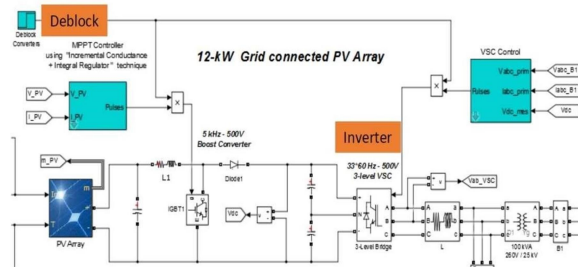 Deblock
Deblock
Converters
MPPT Controller
using "Incremental Conductance
+ Integral Regulator" technique
12-kW Grid connected PV Array
VSC Control
V_PV
I_PV
V_PV
I_PV
Pulses
X
X
Pulses
Vabc_prim
Iabc_prim
Vdc_mes
Vabc_B1
Iabc_B1
Vdc
5 kHz - 500V
Boost Converter
Inverter
33*60 Hz - 500V
3-level VSC
m_PV
L1
Diode1
IGBT1
Vdc
Vab_VSC
m
PV Array
+
N
-
A
B
C
3-Level Bridge
A
B
C
a
b
c
L
A
B
C
a
b
c
100 kVA
260V / 25 kV
A
B
C
B1